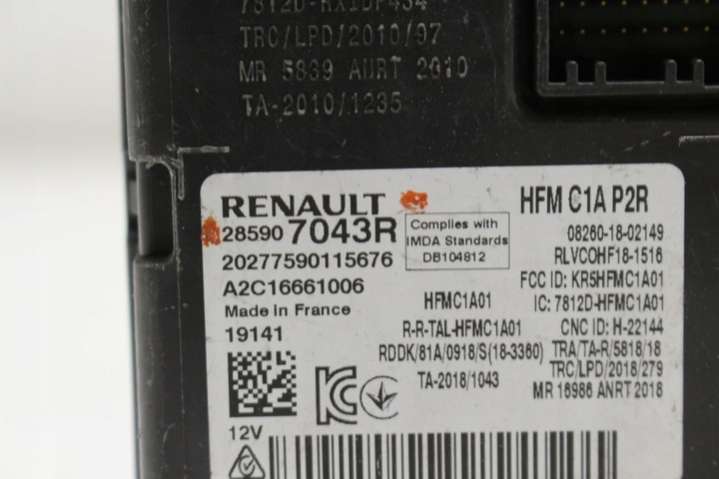 TRC/LPD/2010/97
MR 5839 ANRT 2010
TA-2010/1235
RENAULT
HFM C1A P2R
28590 7043R
Complies with
IMDA Standards
DB104812
08260-18-02149
RLVCOHF18-1516
20277590115676
FCC ID: KR5HFMC1A01
A2C16661006
HFMC1A01
IC: 7812D-HFMC1A01
Made in France
R-R-TAL-HFMC1A01
CNC ID: H-22144
19141
RDDK/81A/0918/S(18-3360)
TRA/TA-R/5818/18
TA-2018/1043
TRC/LPD/2018/279
MR 16986 ANRT 2018
12V